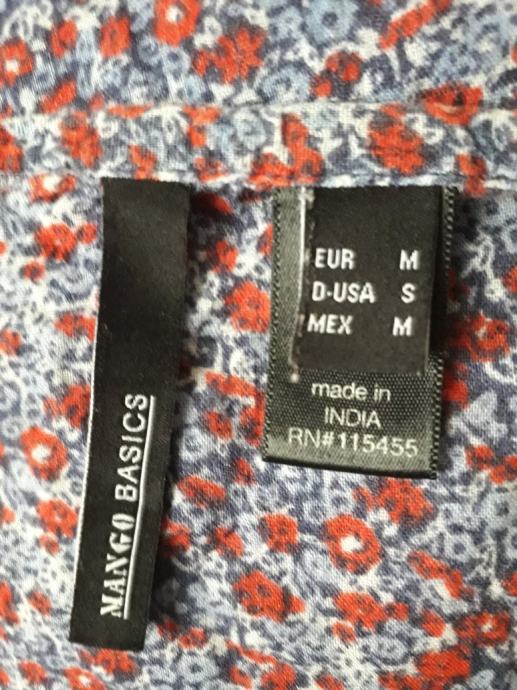 MANGO BASICS
EUR M
D-USA S
MEX M
made in
INDIA
RN#115455